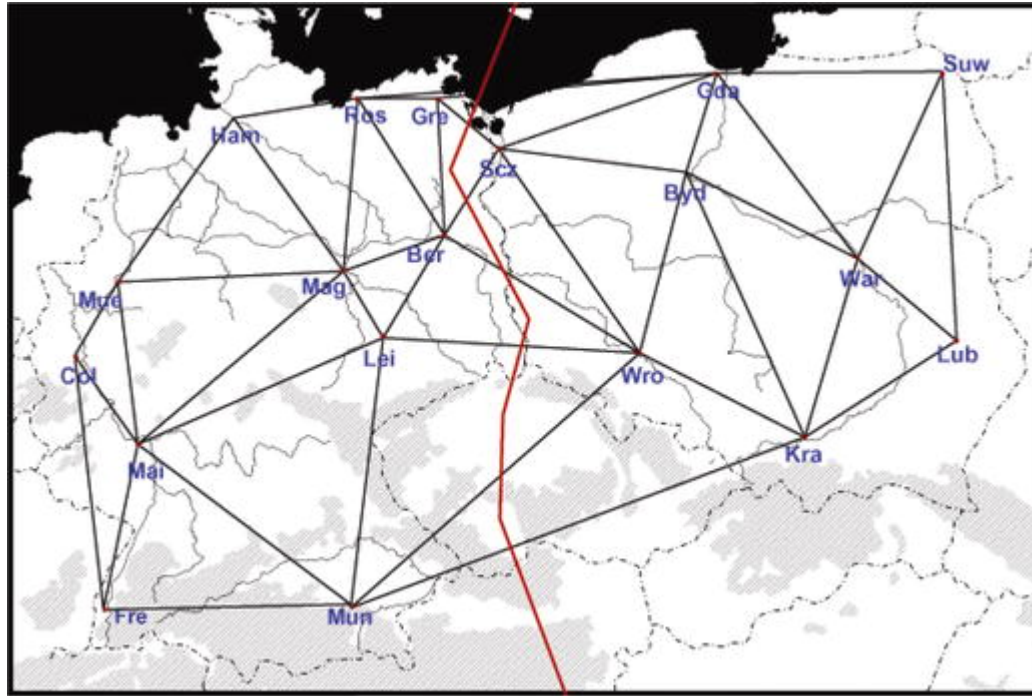 Suw
Gda
Ros
Gre
Ham
Scz
Byd
Ber
Mag
War
Mue
Lei
Lub
Col
Wro
Kra
Mai
Fre
Mun